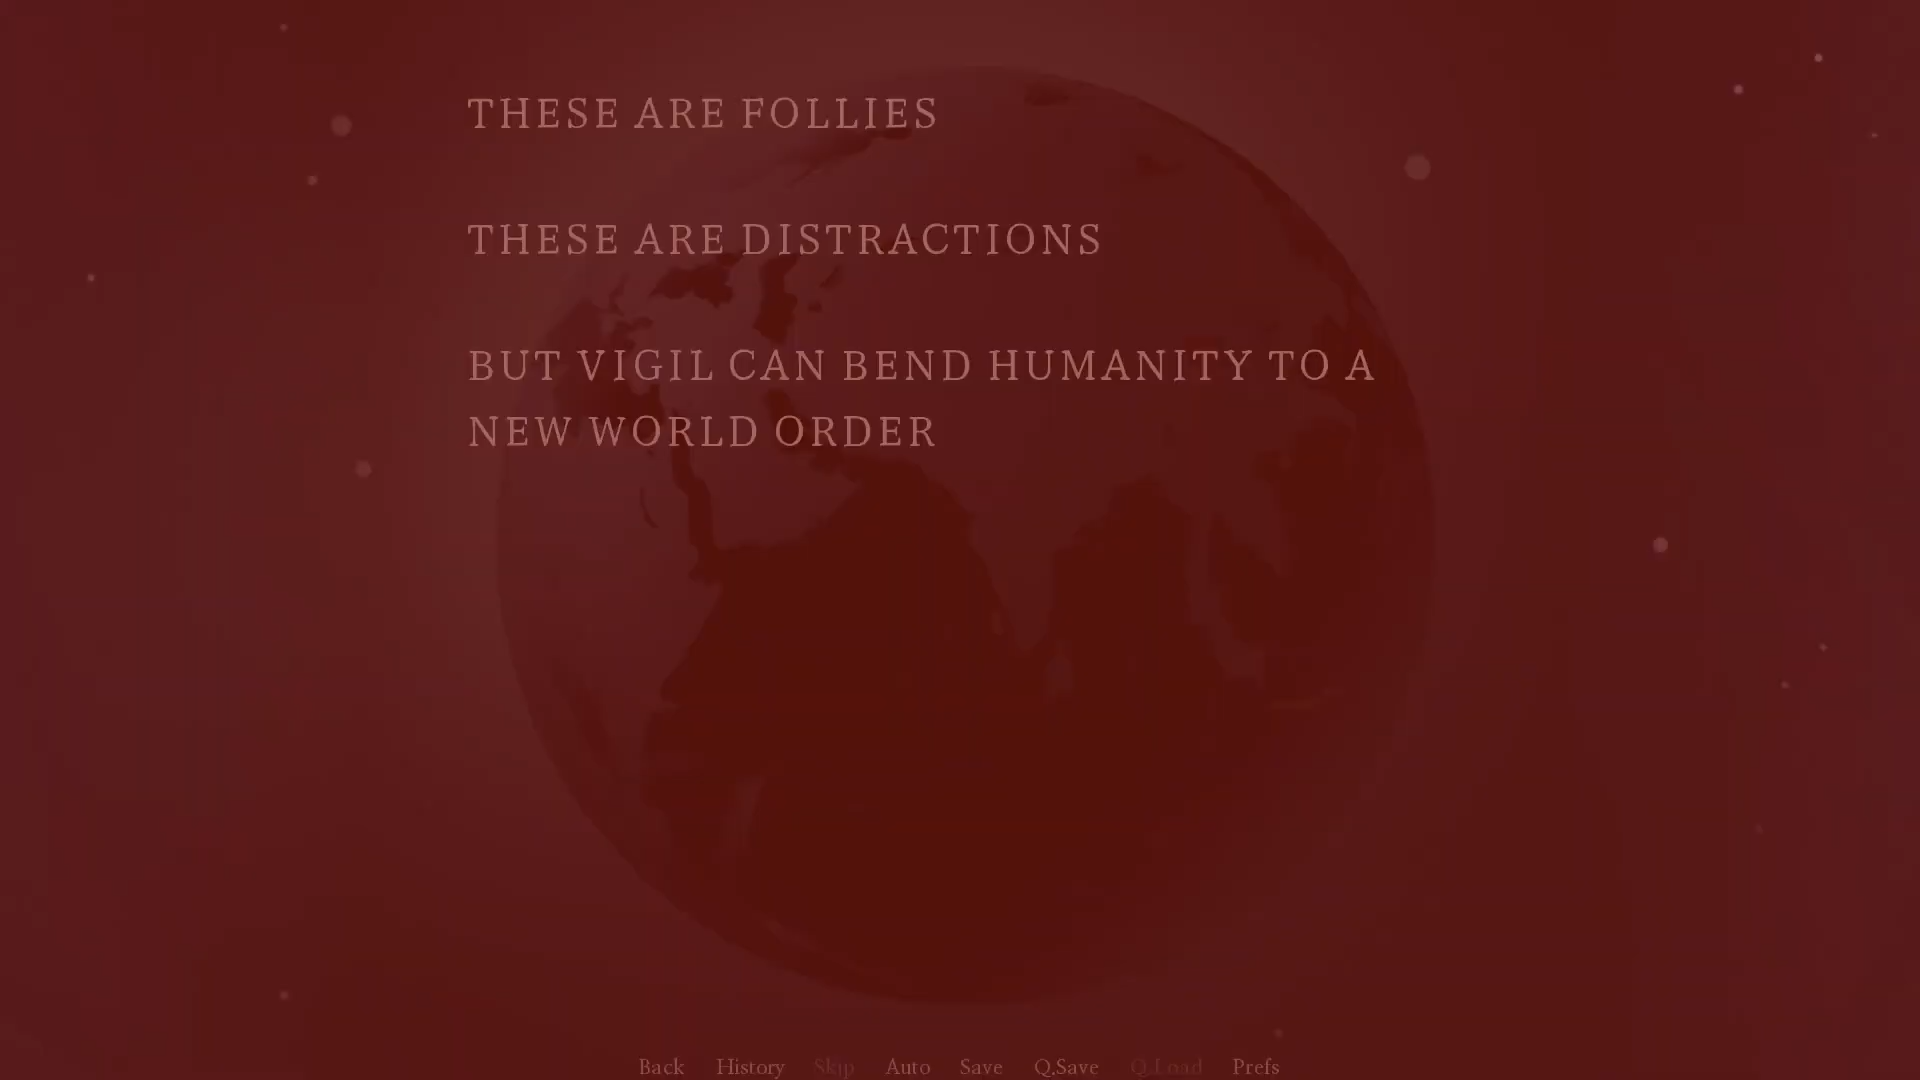 THESE ARE FOLLIES
THESE ARE DISTRACTIONS
BUT VIGIL CAN BEND HUMANITY TO A
NEW WORLD ORDER
Back History Skip Auto Save Q.Save Q.Load Prefs